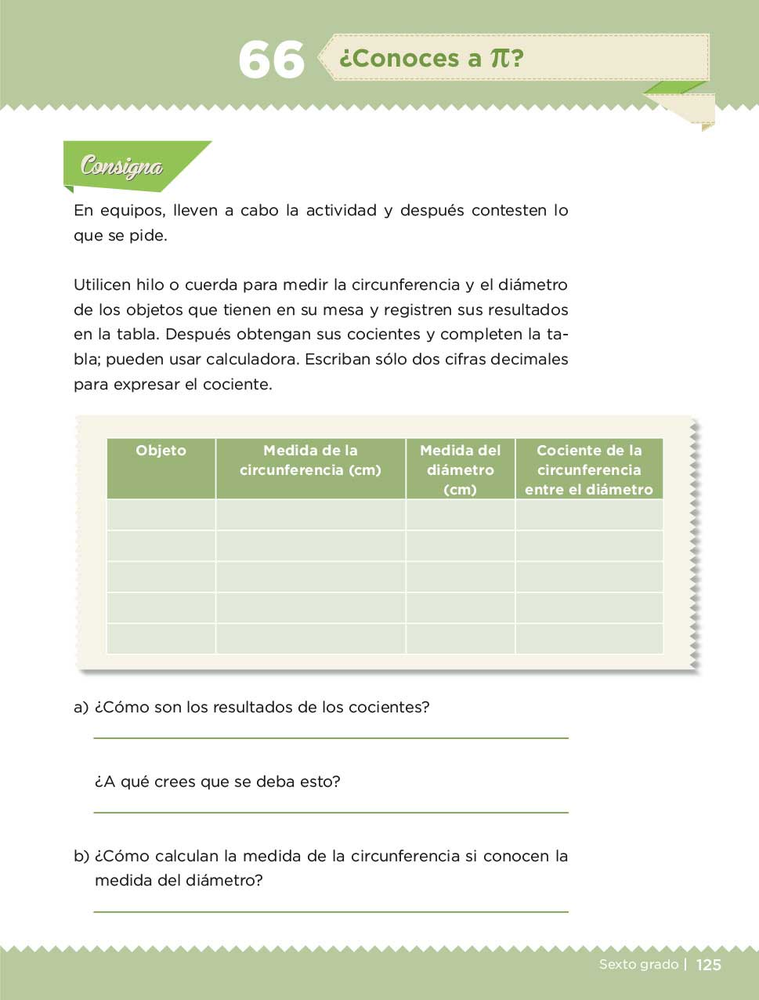 66 ¿Conoces a π?
Consigna
En equipos, lleven a cabo la actividad y después contesten lo
que se pide.
Utilicen hilo o cuerda para medir la circunferencia y el diámetro
de los objetos que tienen en su mesa y registren sus resultados
en la tabla. Después obtengan sus cocientes y completen la ta-
bla; pueden usar calculadora. Escriban sólo dos cifras decimales
para expresar el cociente.
Objeto
Medida de la
circunferencia (cm)
Medida del
diámetro
(cm)
Cociente de la
circunferencia
entre el diámetro
a) ¿Cómo son los resultados de los cocientes?
¿A qué crees que se deba esto?
b) ¿Cómo calculan la medida de la circunferencia si conocen la
medida del diámetro?
Sexto grado | 125